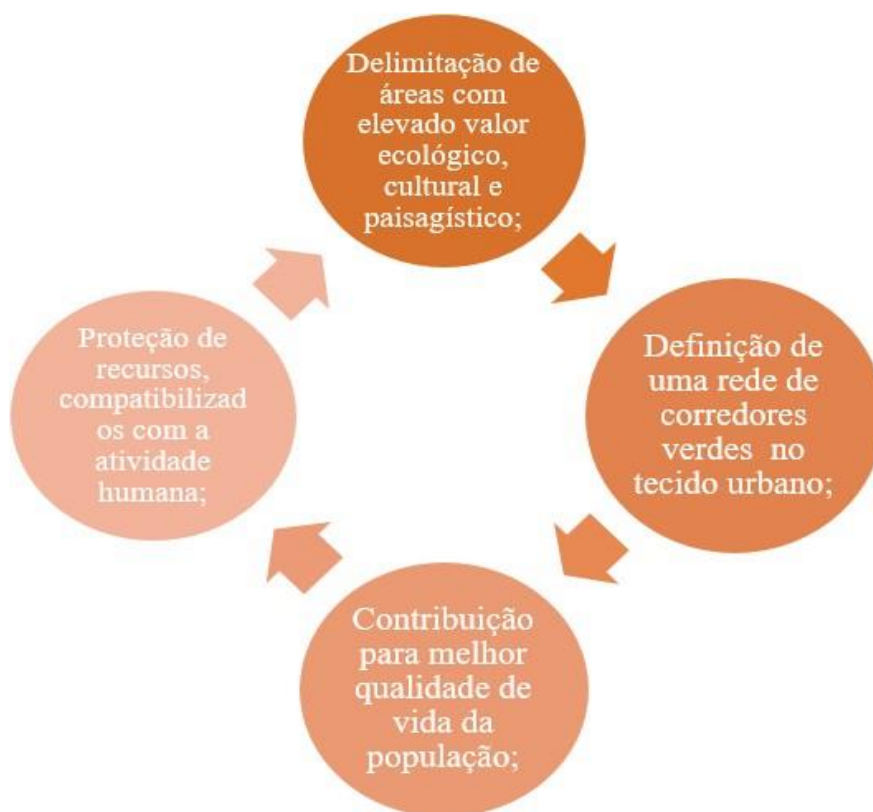 Delimitação de
áreas com
elevado valor
ecológico,
cultural e
paisagístico;
Definição de
uma rede de
corredores
verdes no
tecido urbano;
Contribuição
para melhor
qualidade de
vida da
população;
Proteção de
recursos,
compatibilizad
os com a
atividade
humana;